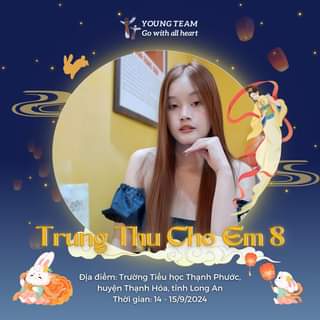 YOUNG TEAM
Go with all heart
Trung Thu Cho Em 8
Địa điểm: Trường Tiểu học Thạnh Phước,
huyện Thạnh Hóa, tỉnh Long An
Thời gian: 14 - 15/9/2024